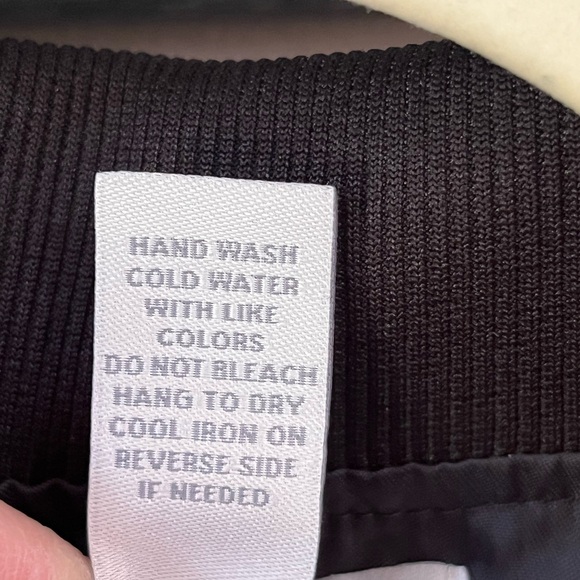 HAND WASH
COLD WATER
WITH LIKE
COLORS
DO NOT BLEACH
HANG TO DRY
COOL IRON ON
REVERSE SIDE
IF NEEDED